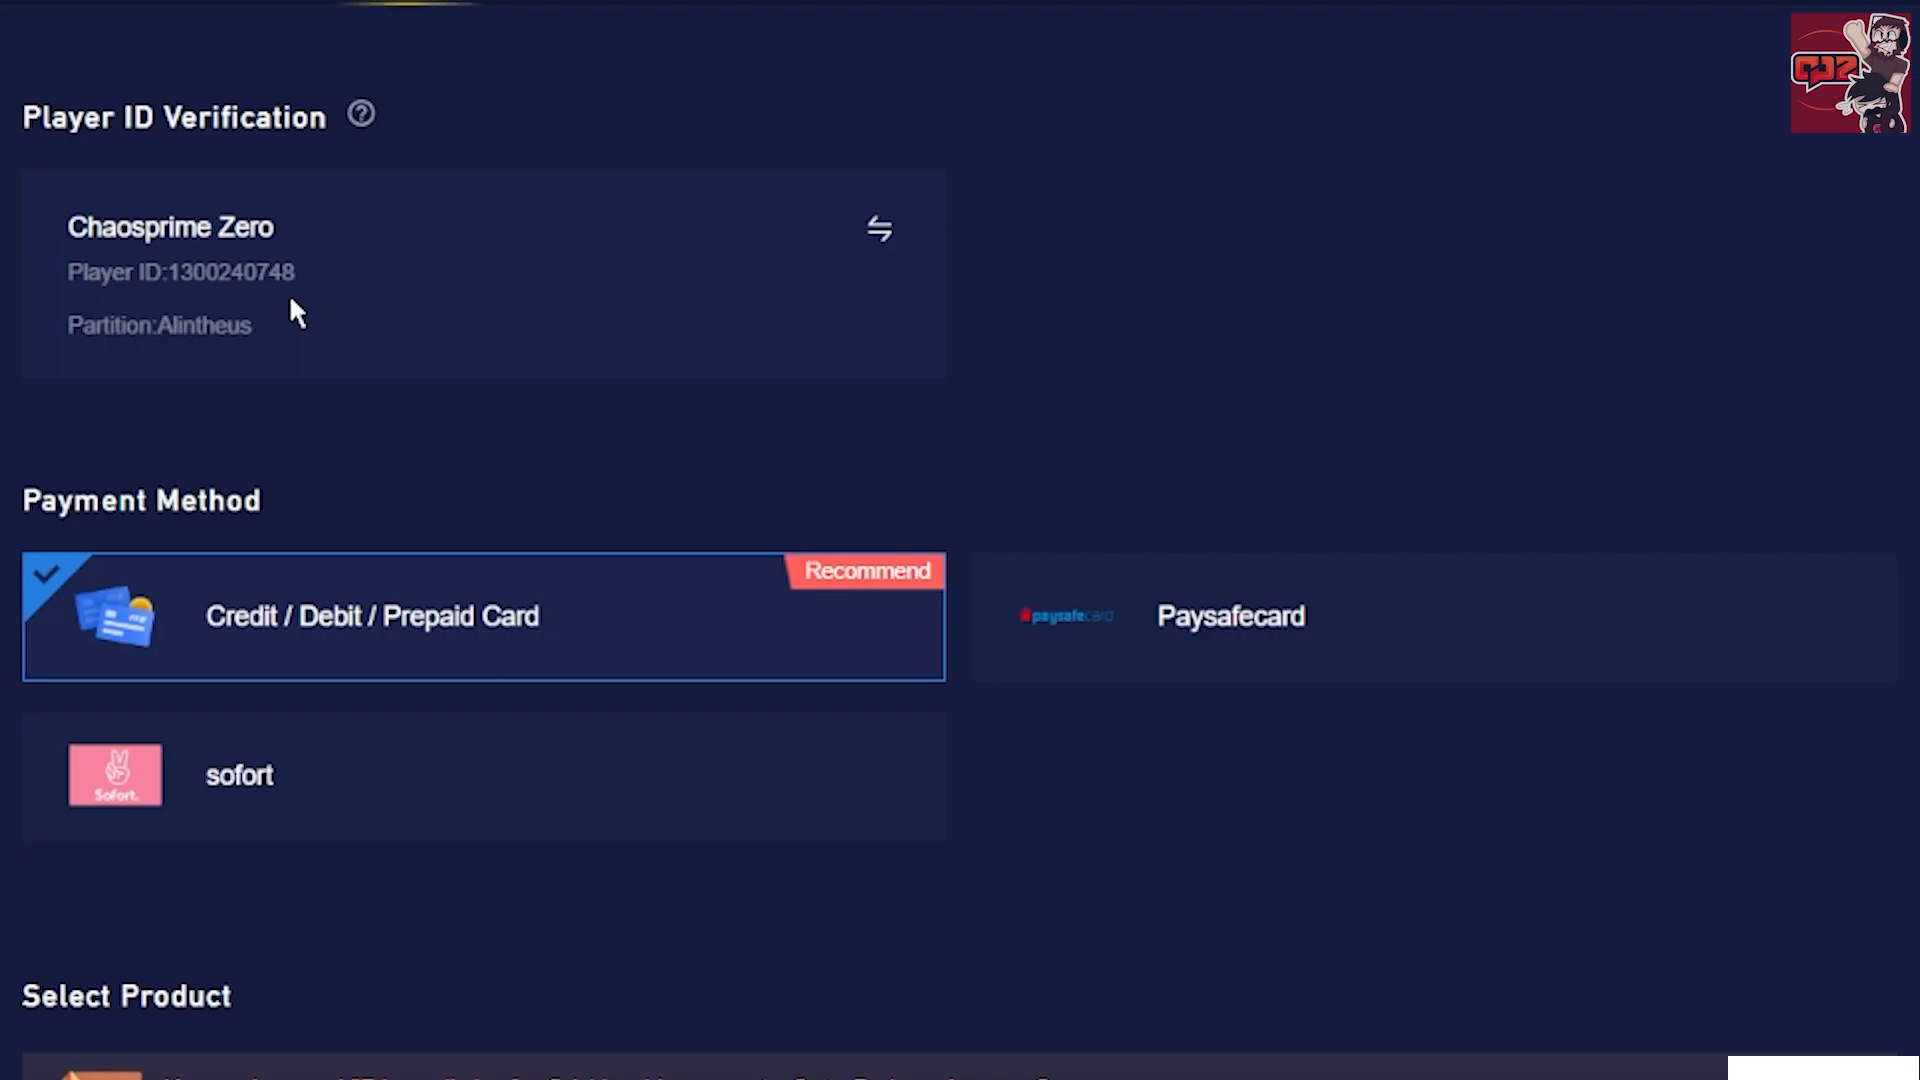 Player ID Verification
Chaosprime Zero
Player ID:1300240748
Partition:Alintheus
Payment Method
Recommend
Credit / Debit / Prepaid Card
paysafecard
Paysafecard
Sofort.
sofort
Select Product